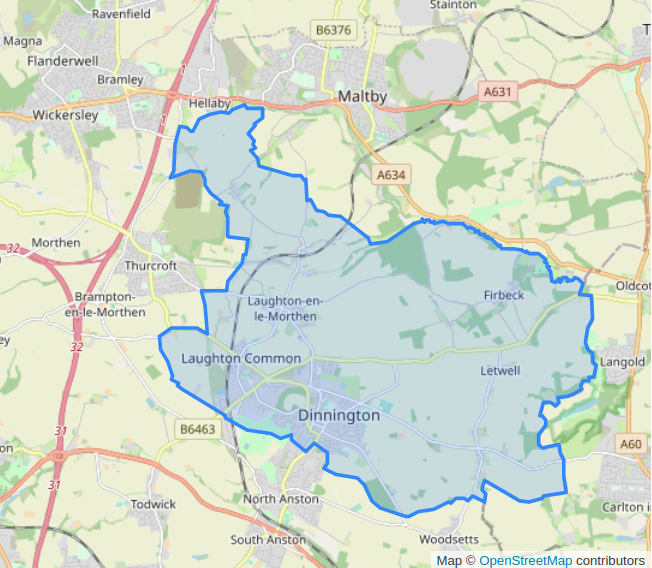 Ravenfield
Stainton
Magna
B6376
Flanderwell
Bramley
A631
Maltby
Hellaby
1
Wickersley
1
A634
Morthen
32
Thurcroft
Oldcot
Firbeck
Brampton-
en-le-Morthen
Laughton-en-
le-Morthen
ey
32
Laughton Common
Langold
Letwell
Dinnington
31
B6463
A60
on
31
North Anston
Todwick
Carlton i
South Anston
Woodsetts
Map © OpenStreetMap contributors